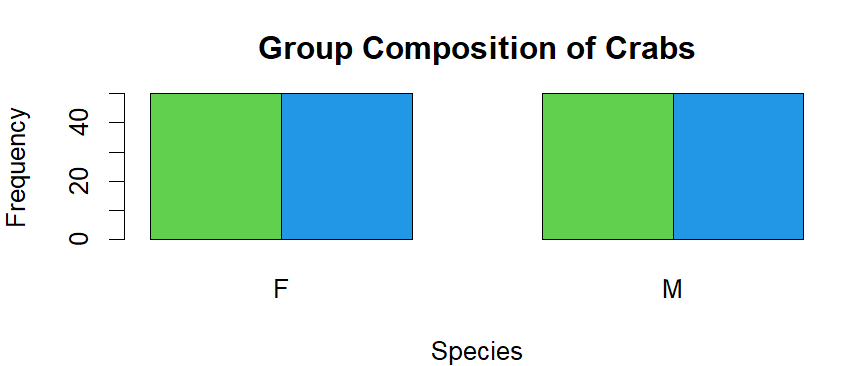 Group Composition of Crabs
Frequency
40
20
0
F
M
Species